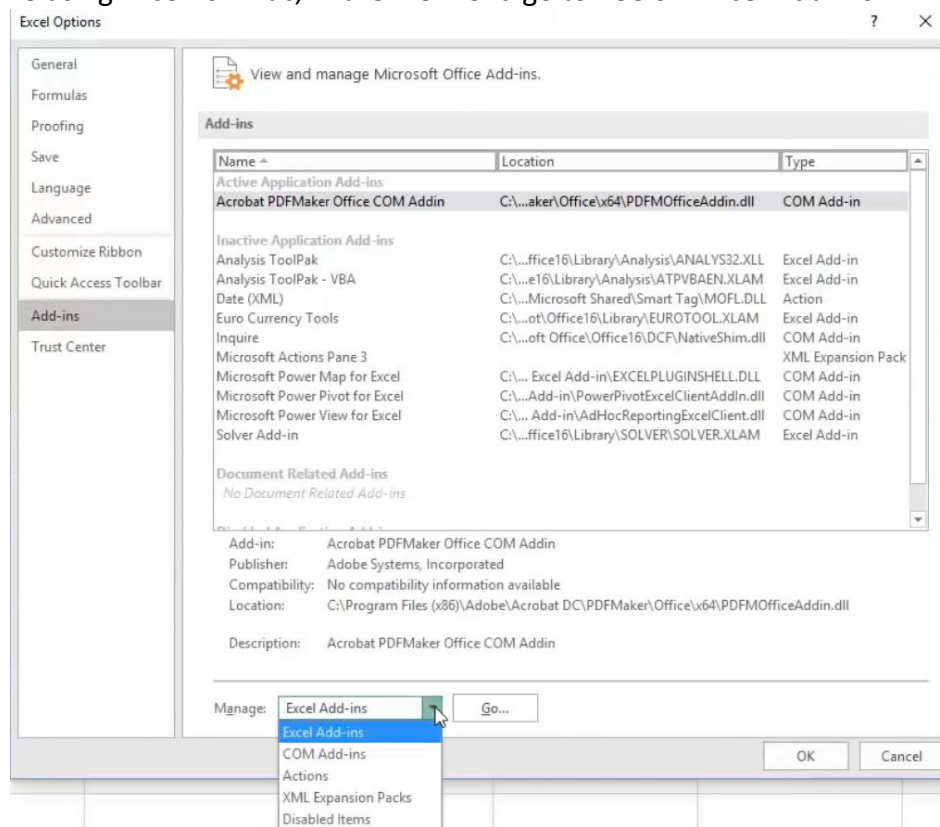 Excel Options ? ×
General
Formulas
Proofing
Save
Language
Advanced
Customize Ribbon
Quick Access Toolbar
Add-ins
Trust Center
View and manage Microsoft Office Add-ins.
Add-ins
Name Location Type
Active Application Add-ins
Acrobat PDFMaker Office COM Addin C:\...aker\Office\x64\PDFMOfficeAddin.dll COM Add-in
Inactive Application Add-ins
Analysis ToolPak C:\...ffice16\Library\Analysis\ANALYS32.XLL Excel Add-in
Analysis ToolPak - VBA C:\...e16\Library\Analysis\ATPVBAEN.XLAM Excel Add-in
Date (XML) C:\...Microsoft Shared\Smart Tag\MOFL.DLL Action
Euro Currency Tools C:\...ot\Office16\Library\EUROTOOL.XLAM Excel Add-in
Inquire C:\...oft Office\Office16\DCF\NativeShim.dll COM Add-in
Microsoft Actions Pane 3 XML Expansion Pack
Microsoft Power Map for Excel C:\... Excel Add-in\EXCELPLUGINSHELL.DLL COM Add-in
Microsoft Power Pivot for Excel C:\...Add-in\PowerPivotExcelClientAddIn.dll COM Add-in
Microsoft Power View for Excel C:\... Add-in\AdHocReportingExcelClient.dll COM Add-in
Solver Add-in C:\...ffice16\Library\SOLVER\SOLVER.XLAM Excel Add-in
Document Related Add-ins
No Document Related Add-ins
Add-in: Acrobat PDFMaker Office COM Addin
Publisher: Adobe Systems, Incorporated
Compatibility: No compatibility information available
Location: C:\Program Files (x86)\Adobe\Acrobat DC\PDFMaker\Office\x64\PDFMOfficeAddin.dll
Description: Acrobat PDFMaker Office COM Addin
Manage: Excel Add-ins Go...
Excel Add-ins
COM Add-ins
Actions
XML Expansion Packs
Disabled Items
OK Cancel